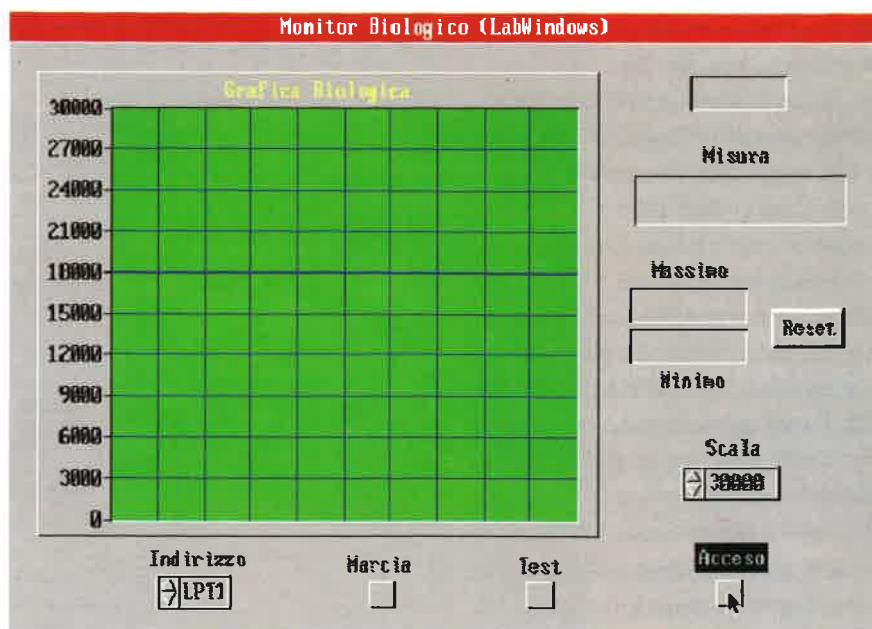 Monitor Biologico (LabWindows)
Grafica Biologica
30000
27000
24000
21000
18000
15000
12000
9000
6000
3000
0
Misura
Massimo
Reset
Minimo
Scala
30000
Indirizzo
LPT1
Marcia
Test
Acceso